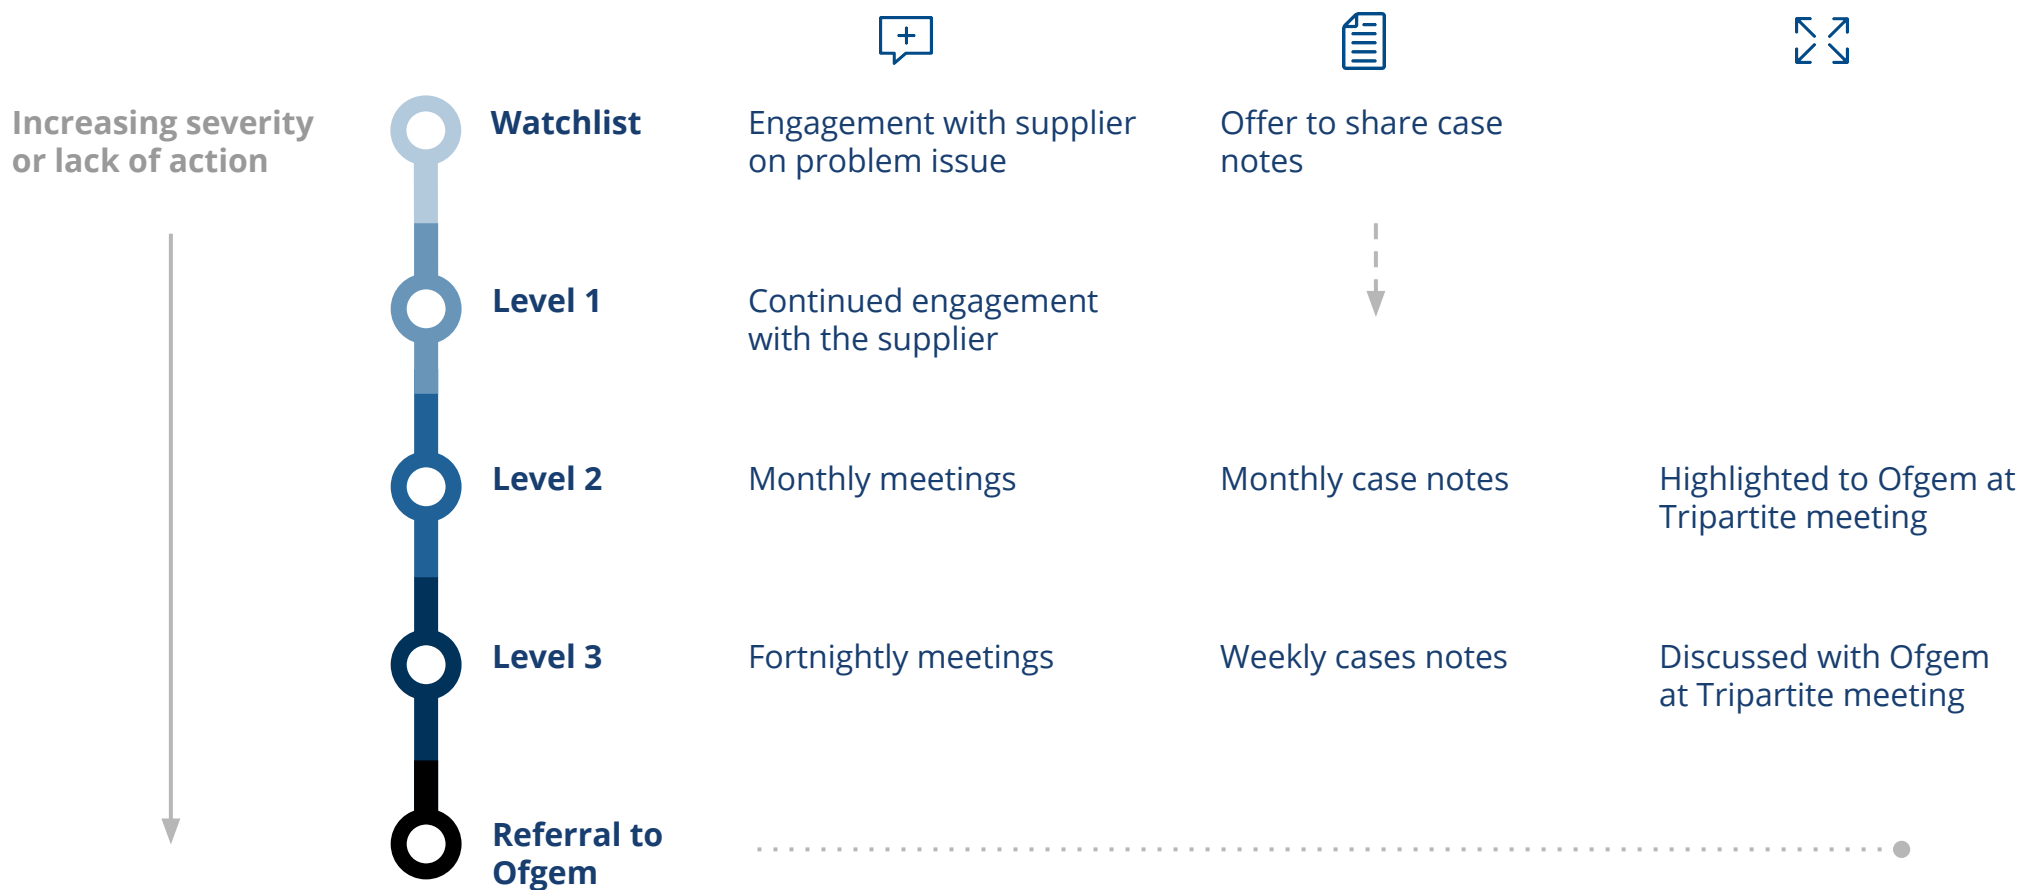 Increasing severity
or lack of action
Watchlist
Engagement with supplier
on problem issue
Offer to share case
notes
Level 1
Continued engagement
with the supplier
Level 2
Monthly meetings
Monthly case notes
Highlighted to Ofgem at
Tripartite meeting
Level 3
Fortnightly meetings
Weekly cases notes
Discussed with Ofgem
at Tripartite meeting
Referral to
Ofgem